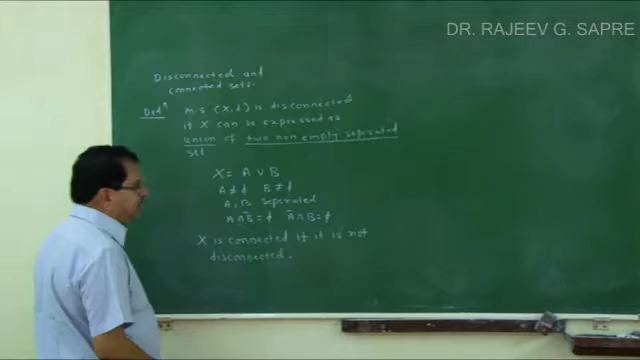 DR. RAJEEV G. SAPRE
Disconnected and
connected sets.
Defⁿ m.s. (X,d) is disconnected
if X can be expressed as
union of two non empty separated
set
X = A ∪ B
A ≠ ϕ B ≠ ϕ
A, B separated
A ∩ B̄ = ϕ Ā ∩ B = ϕ
X is connected if it is not
disconnected.